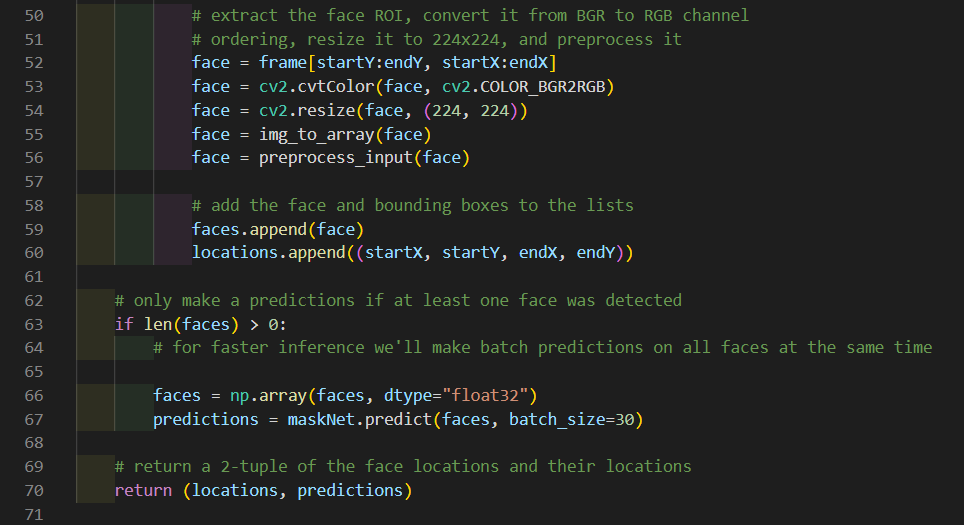 50 # extract the face ROI, convert it from BGR to RGB channel
51 # ordering, resize it to 224x224, and preprocess it
52 face = frame[startY:endY, startX:endX]
53 face = cv2.cvtColor(face, cv2.COLOR_BGR2RGB)
54 face = cv2.resize(face, (224, 224))
55 face = img_to_array(face)
56 face = preprocess_input(face)
57
58 # add the face and bounding boxes to the lists
59 faces.append(face)
60 locations.append((startX, startY, endX, endY))
61
62 # only make a predictions if at least one face was detected
63 if len(faces) > 0:
64 # for faster inference we'll make batch predictions on all faces at the same time
65
66 faces = np.array(faces, dtype="float32")
67 predictions = maskNet.predict(faces, batch_size=30)
68
69 # return a 2-tuple of the face locations and their locations
70 return (locations, predictions)
71